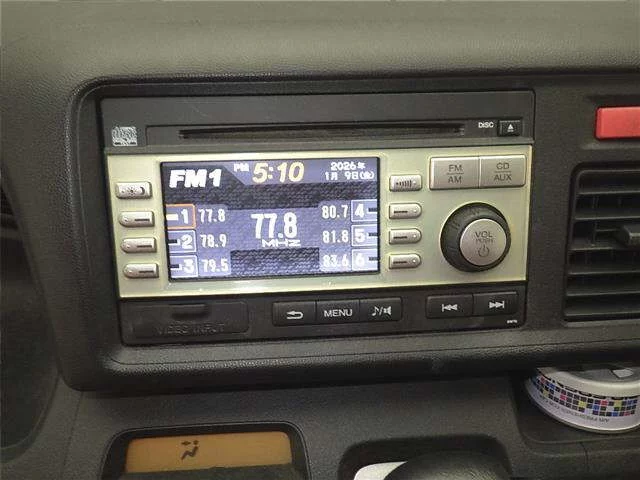 DISC
FM1
PM 5:10
2026年
1月 9日(金)
FM
AM
CD
AUX
1 77.8
2 78.9
3 79.5
77.8
MHZ
80.7 4
81.8 5
83.6 6
VOL
PUSH
VIDEO INPUT
MENU